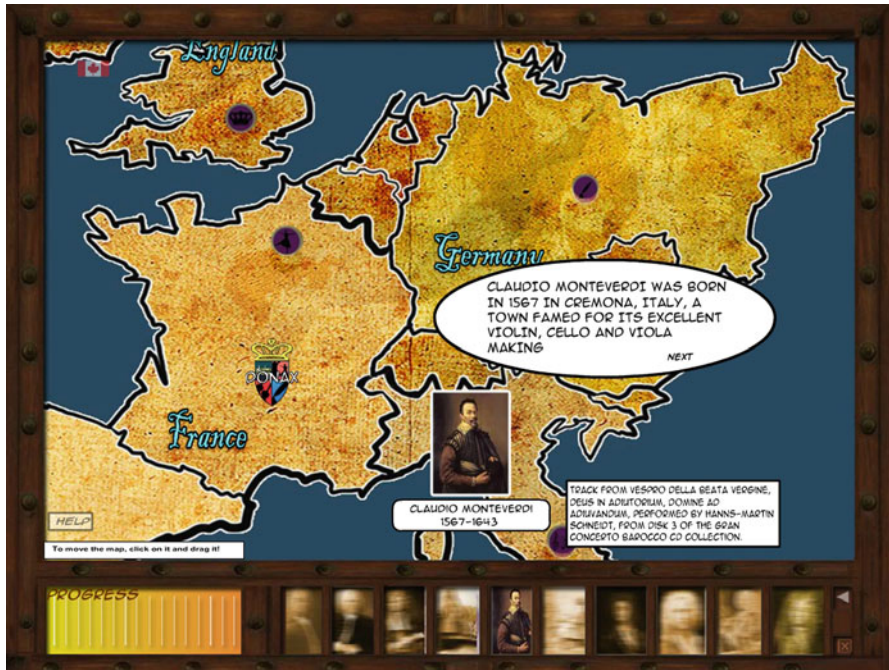 England
Germany
CLAUDIO MONTEVERDI WAS BORN
IN 1567 IN CREMONA, ITALY, A
TOWN FAMED FOR ITS EXCELLENT
VIOLIN, CELLO AND VIOLA
MAKING
NEXT
DONAX
France
CLAUDIO MONTEVERDI
1567-1643
TRACK FROM VESPRO DELLA BEATA VERGINE,
DEUS IN ADIUTORIUM, DOMINE AD
ADIUVANDUM, PERFORMED BY HANNS-MARTIN
SCHNEIDT, FROM DISK 3 OF THE GRAN
CONCERTO BAROCCO CD COLLECTION.
HELP
To move the map, click on it and drag it!
PROGRESS